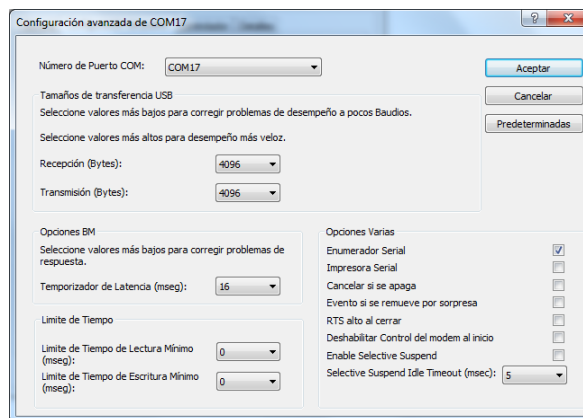 Configuración avanzada de COM17
Número de Puerto COM: COM17
Aceptar
Cancelar
Predeterminadas
Tamaños de transferencia USB
Seleccione valores más bajos para corregir problemas de desempeño a pocos Baudios.
Seleccione valores más altos para desempeño más veloz.
Recepción (Bytes): 4096
Transmisión (Bytes): 4096
Opciones BM
Seleccione valores más bajos para corregir problemas de
respuesta.
Temporizador de Latencia (mseg): 16
Limite de Tiempo
Limite de Tiempo de Lectura Mínimo
(mseg): 0
Limite de Tiempo de Escritura Mínimo
(mseg): 0
Opciones Varias
Enumerador Serial
Impresora Serial
Cancelar si se apaga
Evento si se remueve por sorpresa
RTS alto al cerrar
Deshabilitar Control del modem al inicio
Enable Selective Suspend
Selective Suspend Idle Timeout (msec): 5